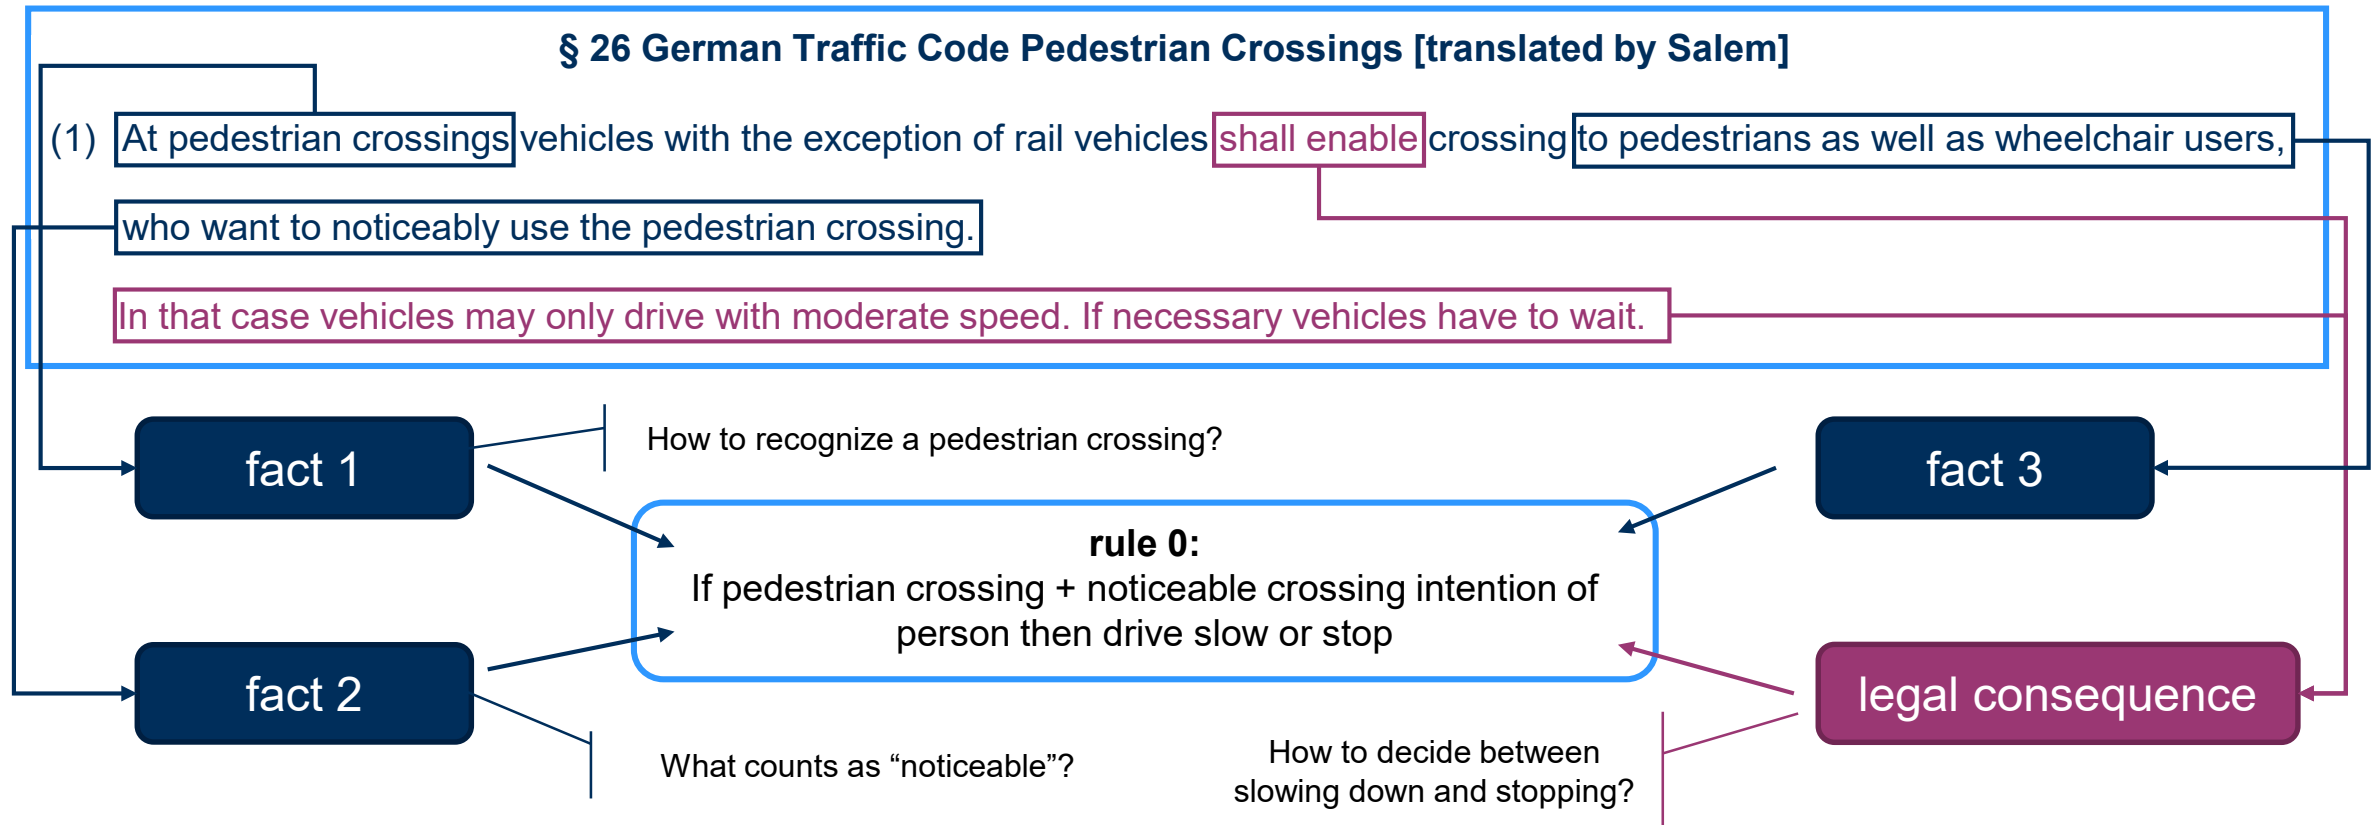 § 26 German Traffic Code Pedestrian Crossings [translated by Salem]
(1) At pedestrian crossings vehicles with the exception of rail vehicles shall enable crossing to pedestrians as well as wheelchair users,
who want to noticeably use the pedestrian crossing.
In that case vehicles may only drive with moderate speed. If necessary vehicles have to wait.
How to recognize a pedestrian crossing?
fact 1
fact 3
rule 0:
If pedestrian crossing + noticeable crossing intention of
person then drive slow or stop
fact 2
legal consequence
What counts as “noticeable”?
How to decide between
slowing down and stopping?